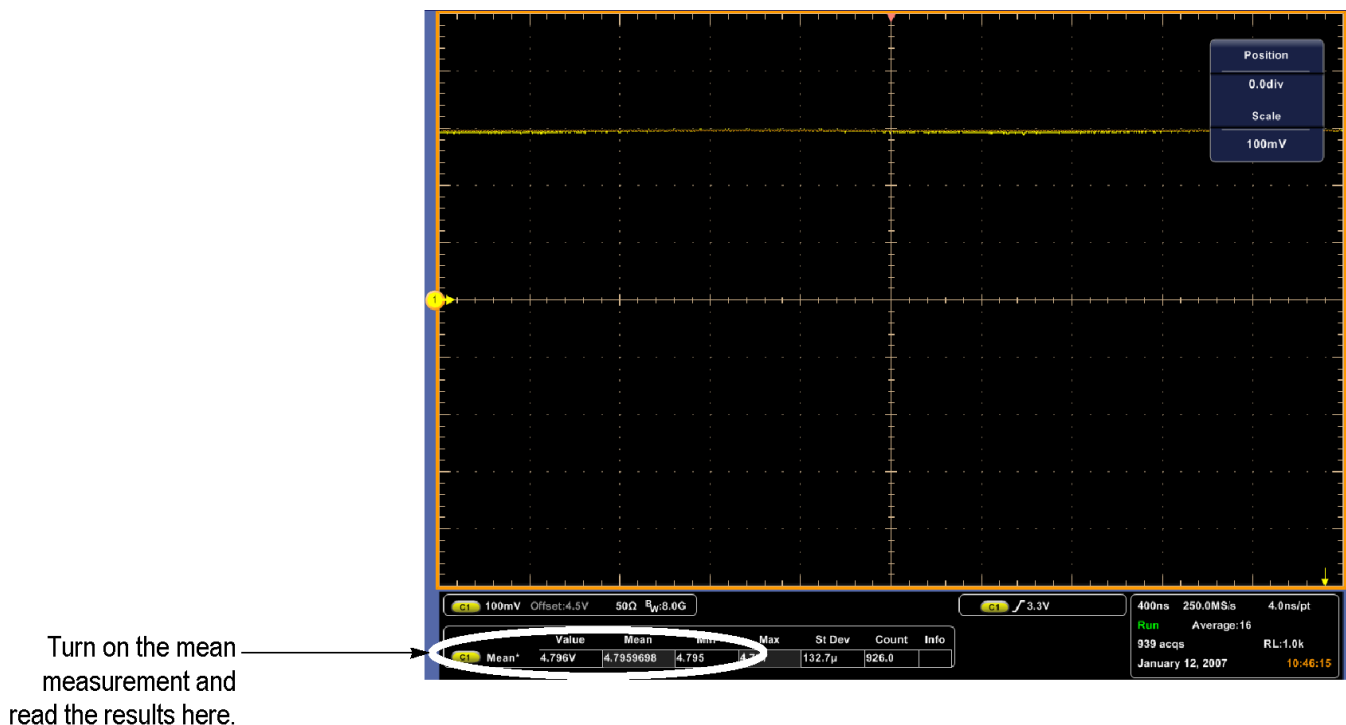 Position
0.0div
Scale
100mV
1
C1 100mV Offset:4.5V 50Ω BW:8.0G
C1 3.3V
400ns 250.0MS/s 4.0ns/pt
Run Average:16
939 acqs RL:1.0k
January 12, 2007 10:46:15
Value Mean Min Max St Dev Count Info
C1 Mean* 4.796V 4.7959698 4.795 132.7µ 926.0
Turn on the mean
measurement and
read the results here.